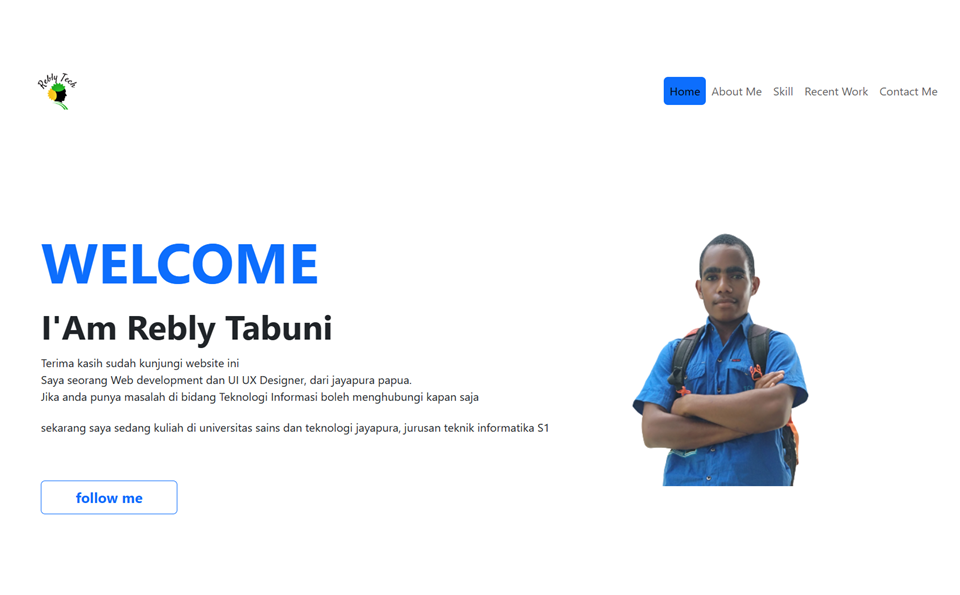 Rebly Tech
Home About Me Skill Recent Work Contact Me
WELCOME
I'Am Rebly Tabuni
Terima kasih sudah kunjungi website ini
Saya seorang Web development dan UI UX Designer, dari jayapura papua.
Jika anda punya masalah di bidang Teknologi Informasi boleh menghubungi kapan saja
sekarang saya sedang kuliah di universitas sains dan teknologi jayapura, jurusan teknik informatika S1
follow me